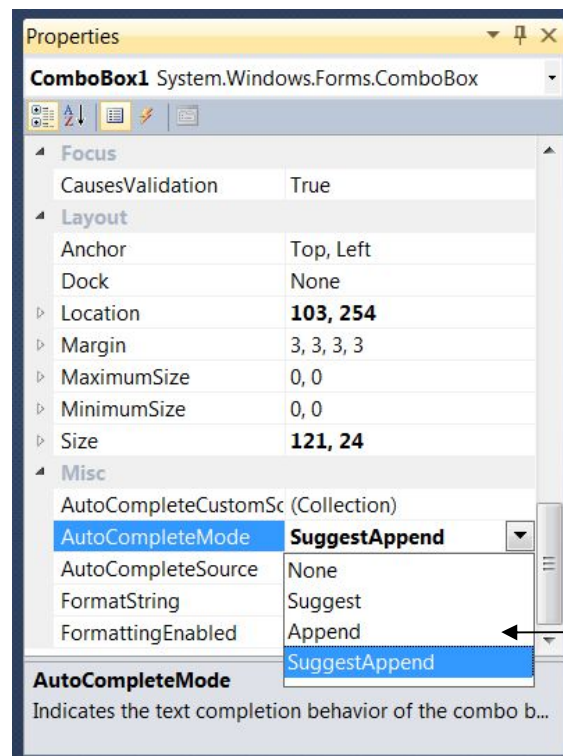 Properties
ComboBox1 System.Windows.Forms.ComboBox
Focus
CausesValidation True
Layout
Anchor Top, Left
Dock None
Location 103, 254
Margin 3, 3, 3, 3
MaximumSize 0, 0
MinimumSize 0, 0
Size 121, 24
Misc
AutoCompleteCustomSc (Collection)
AutoCompleteMode SuggestAppend
AutoCompleteSource None
FormatString Suggest
FormattingEnabled Append
SuggestAppend
AutoCompleteMode
Indicates the text completion behavior of the combo b...